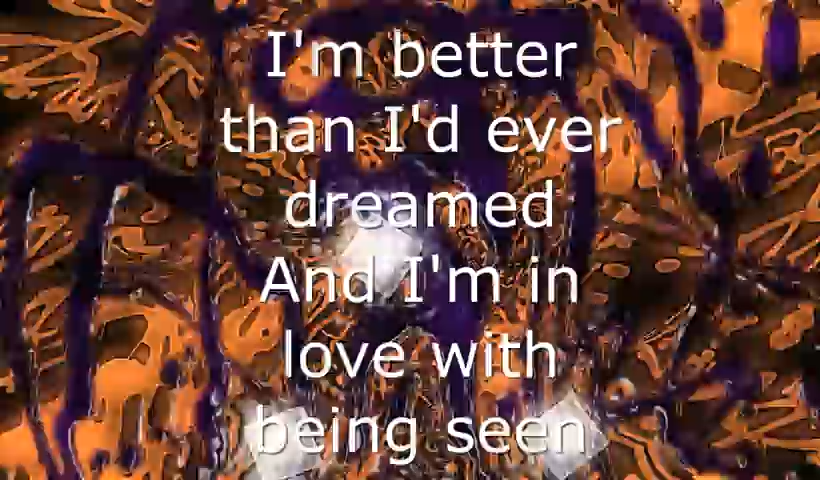 I'm better
than I'd ever
dreamed
And I'm in
love with
being seen